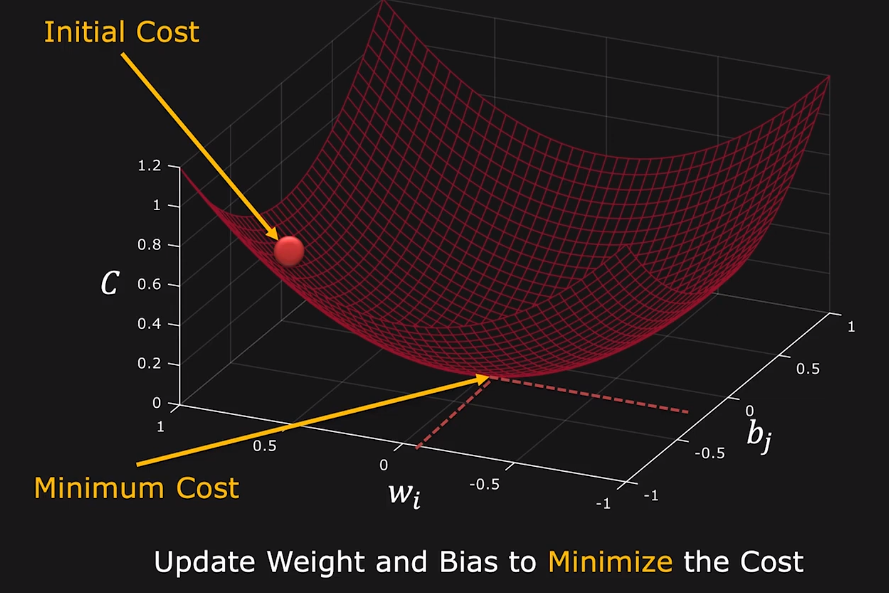 Initial Cost
1.2
1
0.8
0.6
0.4
0.2
0
C
1
0.5
0
-0.5
-1
w_i
-1
-0.5
0
0.5
1
b_j
Minimum Cost
Update Weight and Bias to Minimize the Cost